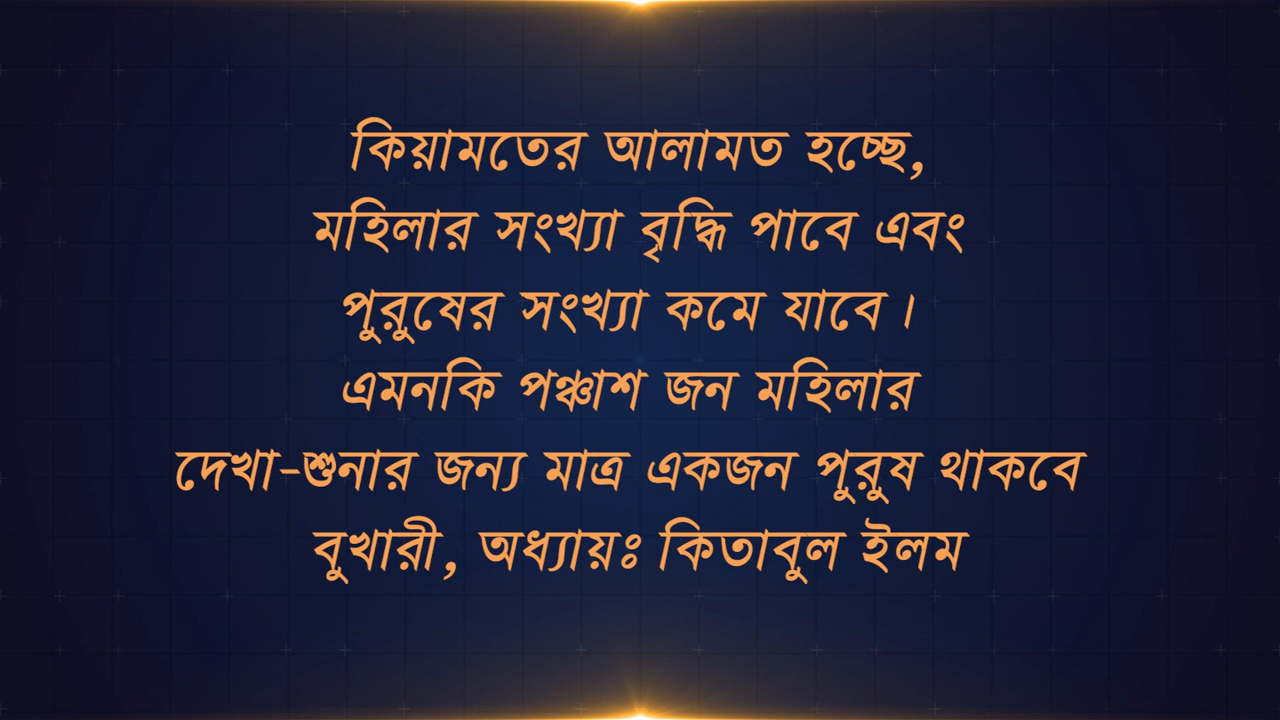 কিয়ামতের আলামত হচ্ছে,
মহিলার সংখ্যা বৃদ্ধি পাবে এবং
পুরুষের সংখ্যা কমে যাবে।
এমনকি পঞ্চাশ জন মহিলার
দেখা-শুনার জন্য মাত্র একজন পুরুষ থাকবে
বুখারী, অধ্যায়ঃ কিতাবুল ইলম